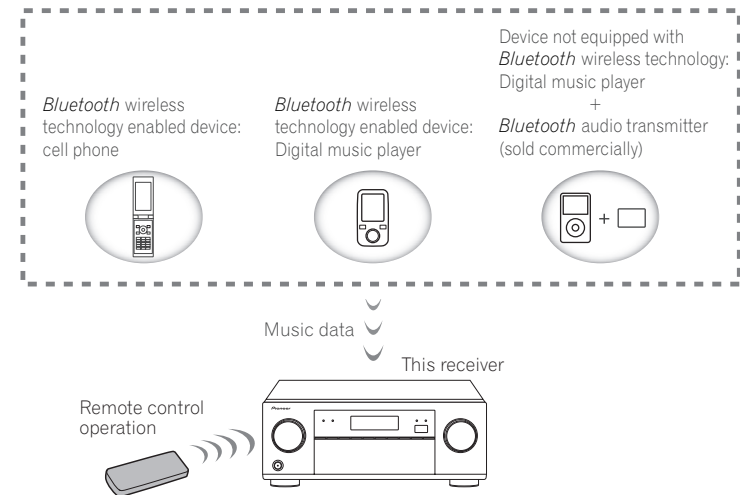 Bluetooth wireless
technology enabled device:
cell phone
Bluetooth wireless
technology enabled device:
Digital music player
Device not equipped with
Bluetooth wireless technology:
Digital music player
+
Bluetooth audio transmitter
(sold commercially)
+
Music data
This receiver
Pioneer
Remote control
operation